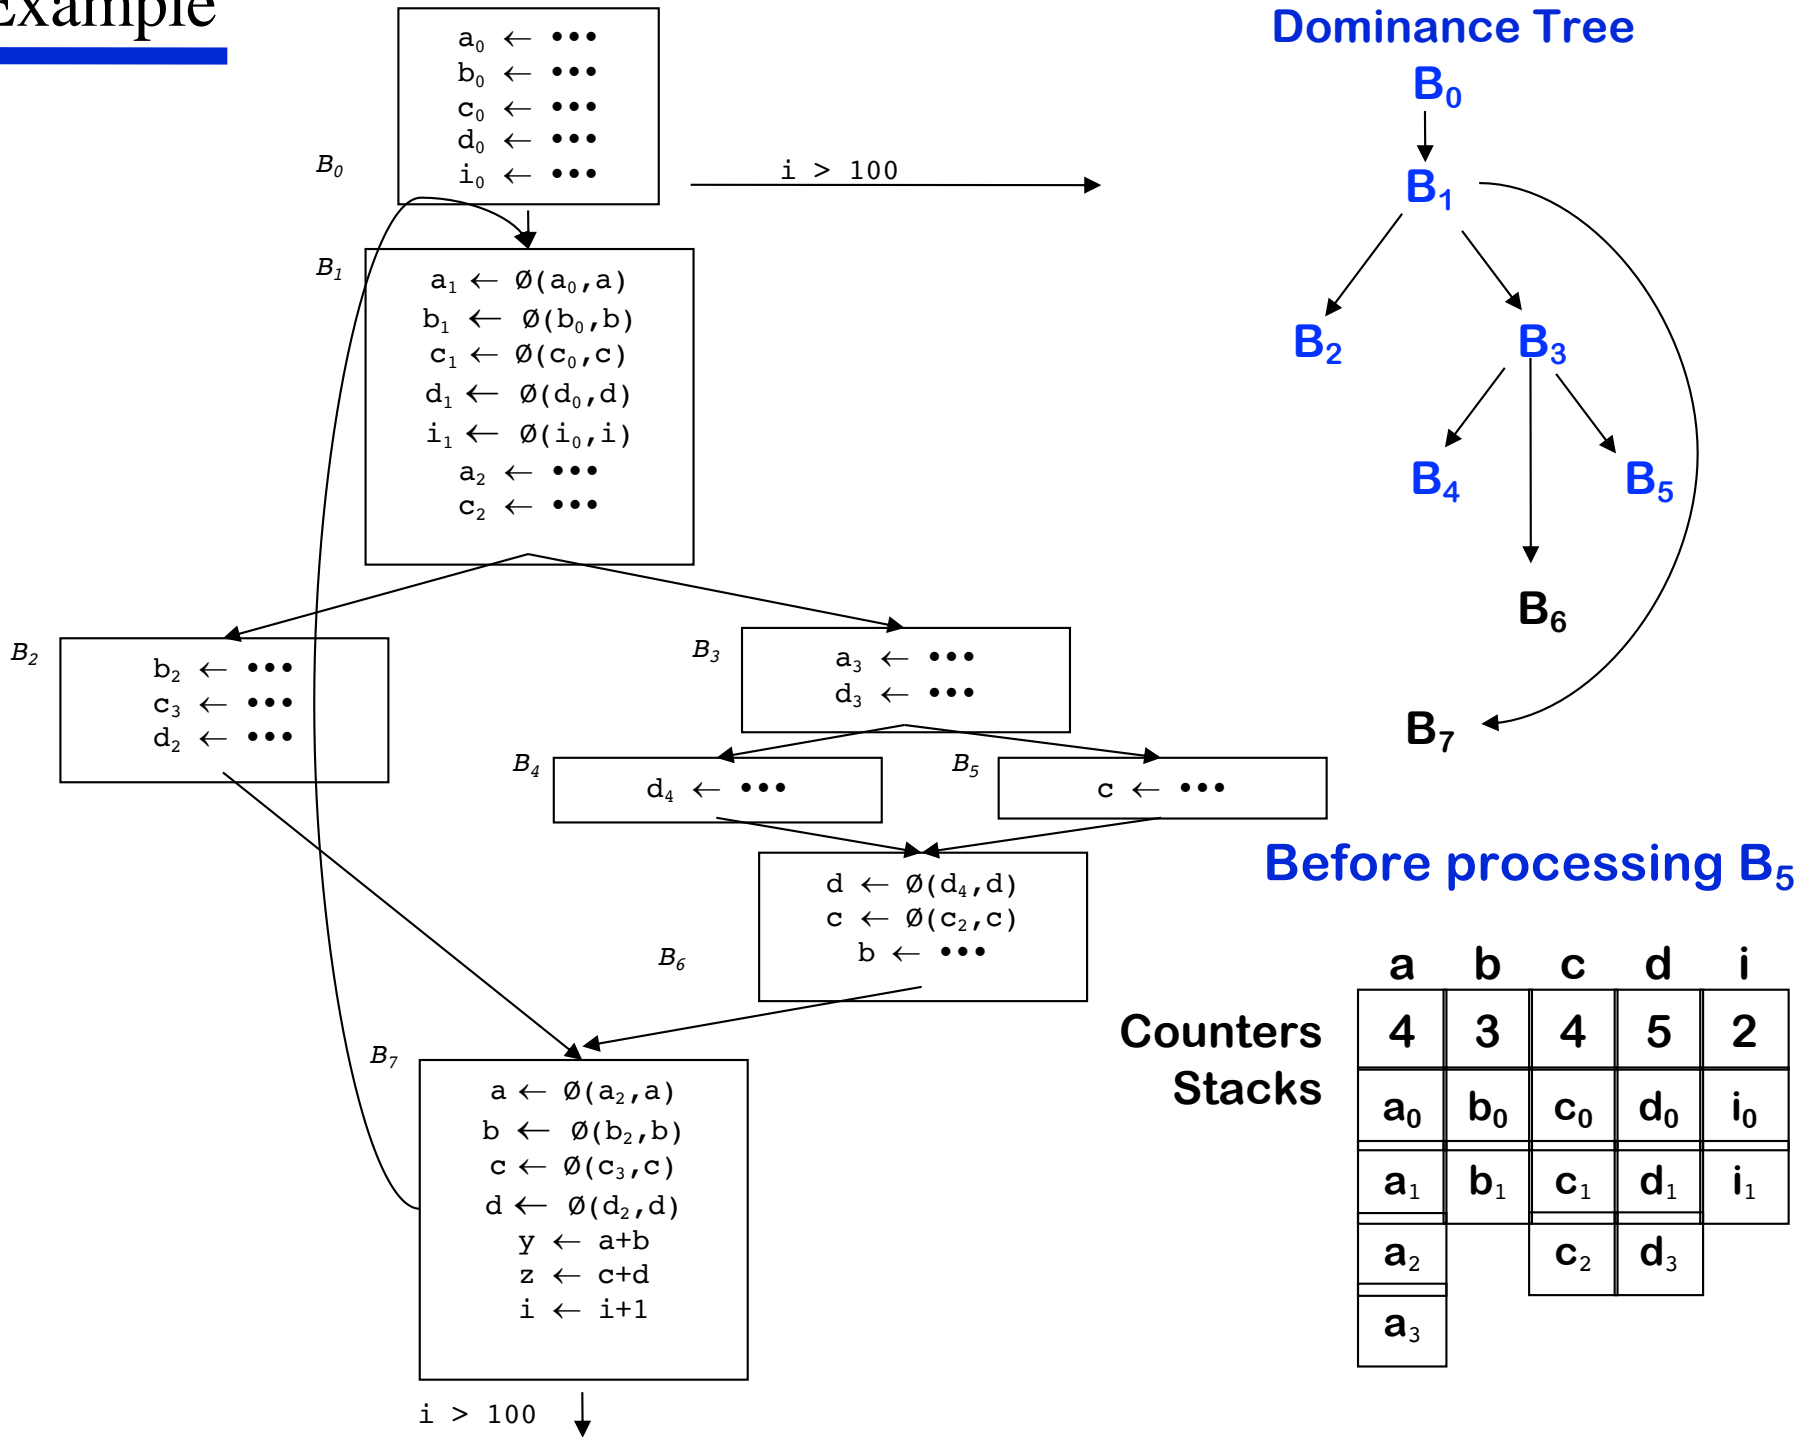 Example
a₀ ← •••
b₀ ← •••
c₀ ← •••
d₀ ← •••
i₀ ← •••
B₀
i > 100
B₁
a₁ ← Ø(a₀,a)
b₁ ← Ø(b₀,b)
c₁ ← Ø(c₀,c)
d₁ ← Ø(d₀,d)
i₁ ← Ø(i₀,i)
a₂ ← •••
c₂ ← •••
B₂
b₂ ← •••
c₃ ← •••
d₂ ← •••
B₃
a₃ ← •••
d₃ ← •••
B₄
d₄ ← •••
B₅
c ← •••
d ← Ø(d₄,d)
c ← Ø(c₂,c)
b ← •••
B₆
B₇
a ← Ø(a₂,a)
b ← Ø(b₂,b)
c ← Ø(c₃,c)
d ← Ø(d₂,d)
y ← a+b
z ← c+d
i ← i+1
i > 100
Dominance Tree
B₀
B₁
B₂ B₃
B₄ B₅
B₆
B₇
Before processing B₅
a b c d i
Counters 4 3 4 5 2
Stacks a₀ b₀ c₀ d₀ i₀
a₁ b₁ c₁ d₁ i₁
a₂ c₂ d₃
a₃